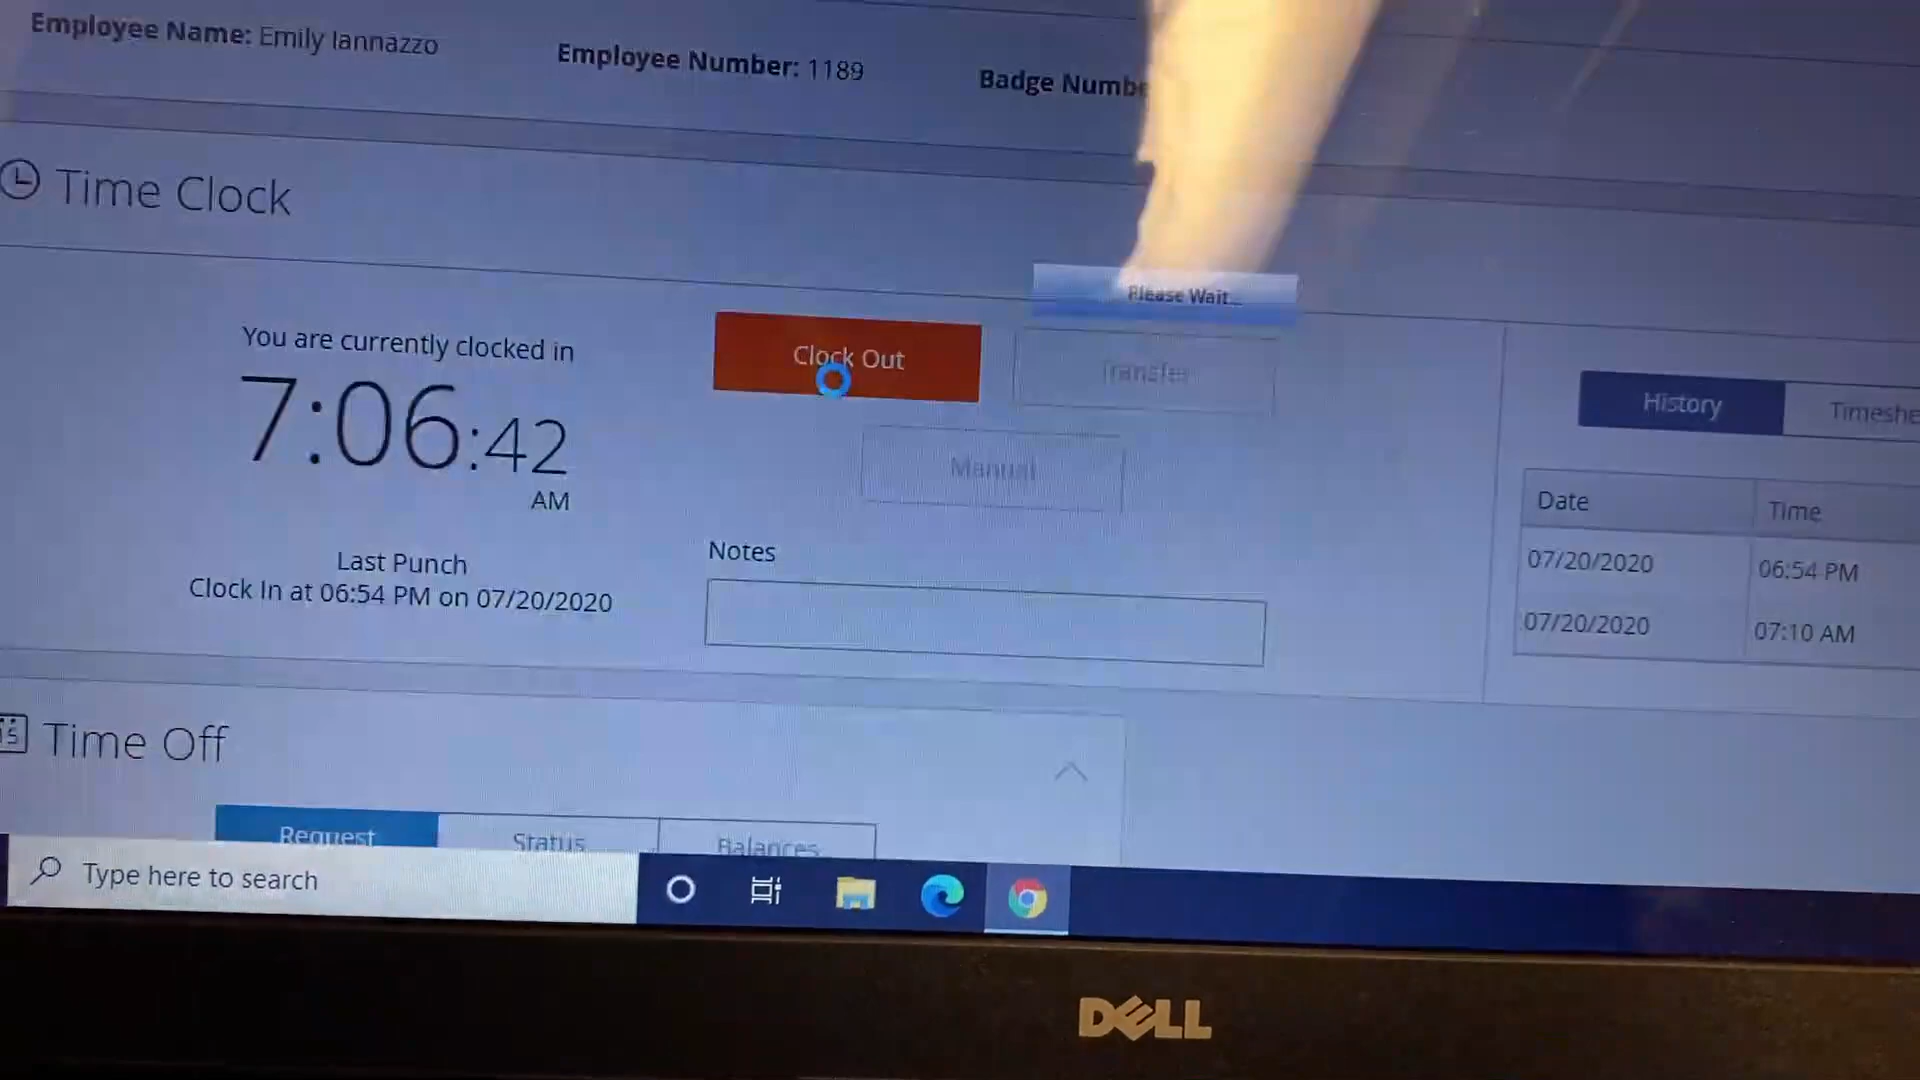 Employee Name: Emily Iannazzo
Employee Number: 1189
Badge Numbe
Time Clock
Please Wait...
You are currently clocked in
7:06:42
AM
Clock Out
Transfer
Manual
Last Punch
Clock In at 06:54 PM on 07/20/2020
Notes
History
Timeshe
Date
Time
07/20/2020
06:54 PM
07/20/2020
07:10 AM
Time Off
Request
Status
Balances
Type here to search
DELL